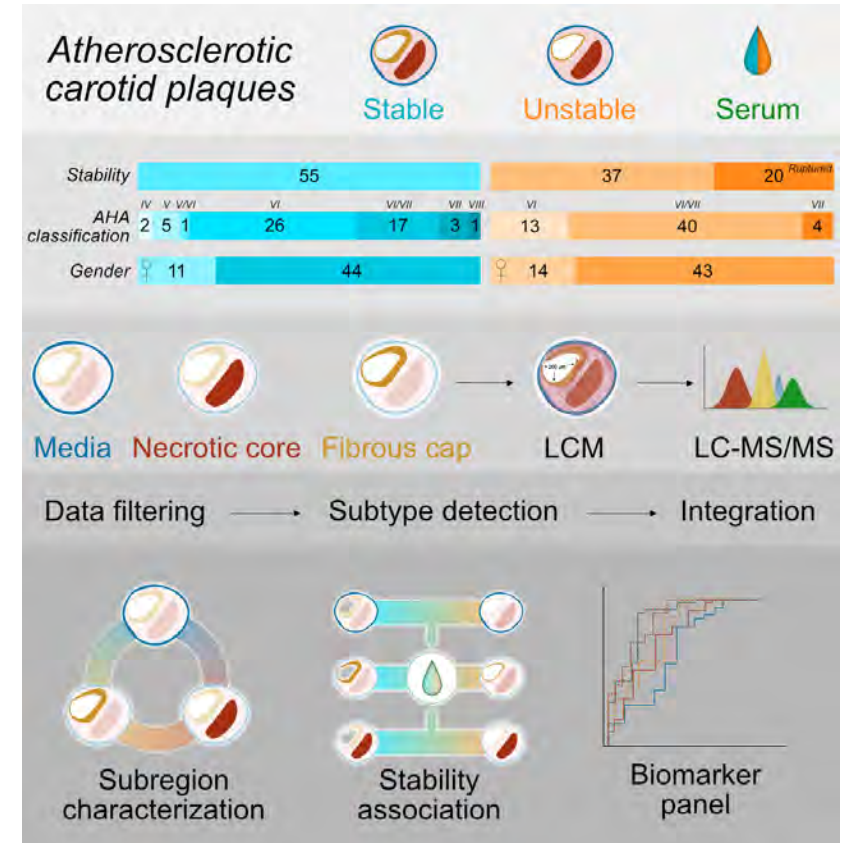 Atherosclerotic
carotid plaques
Stable
Unstable
Serum
Stability
55
37
20
Ruptured
IV V V/VI VI VI/VII VII VIII
VI VI/VII VII
AHA
classification
2 5 1 26 17 3 1
13 40 4
Gender
♀ 11 44
♀ 14 43
Media
Necrotic core
Fibrous cap
LCM
LC-MS/MS
Data filtering
Subtype detection
Integration
Subregion
characterization
Stability
association
Biomarker
panel